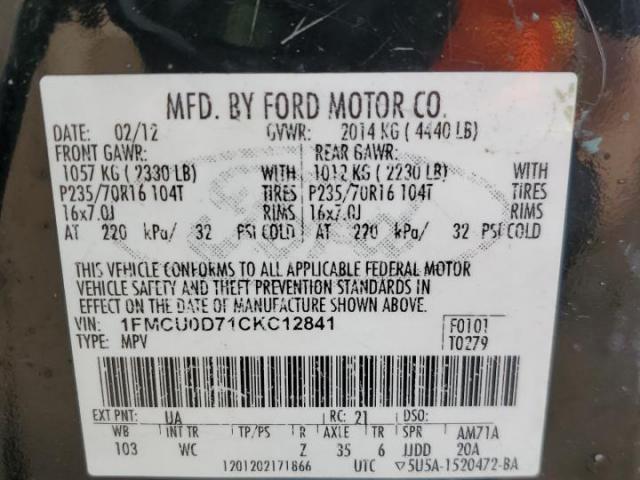 MFD. BY FORD MOTOR CO.
DATE: 02/12 GVWR: 2014 KG ( 4440 LB)
FRONT GAWR: REAR GAWR:
1057 KG ( 2330 LB) WITH 1012 KG ( 2230 LB) WITH
P235/70R16 104T TIRES P235/70R16 104T TIRES
16x7.0J RIMS 16x7.0J RIMS
AT 220 kPa/ 32 PSI COLD AT 220 kPa/ 32 PSI COLD
THIS VEHICLE CONFORMS TO ALL APPLICABLE FEDERAL MOTOR
VEHICLE SAFETY AND THEFT PREVENTION STANDARDS IN
EFFECT ON THE DATE OF MANUFACTURE SHOWN ABOVE.
VIN: 1FMCU0D71CKC12841 F0101
TYPE: MPV T0279
EXT PNT: UA RC: 21 DSO:
WB INT TR TP/PS R AXLE TR SPR AM71A
103 WC Z 35 6 JJDD 20A
1201202171866 UTC ▽5U5A-1520472-BA